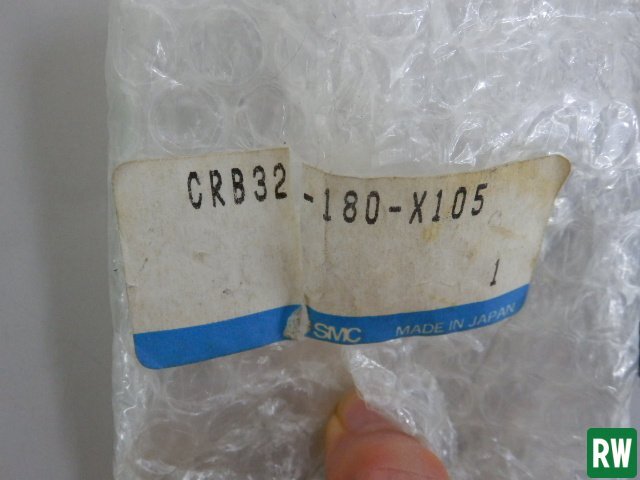 CRB32-180-X105
1
SMC MADE IN JAPAN
RW